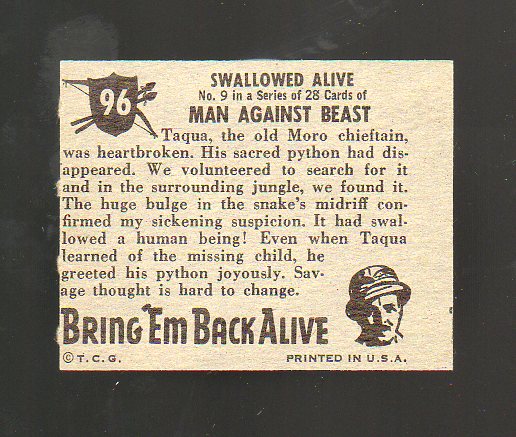 96
SWALLOWED ALIVE
No. 9 in a Series of 28 Cards of
MAN AGAINST BEAST
Taqua, the old Moro chieftain,
was heartbroken. His sacred python had dis-
appeared. We volunteered to search for it
and in the surrounding jungle, we found it.
The huge bulge in the snake's midriff con-
firmed my sickening suspicion. It had swal-
lowed a human being! Even when Taqua
learned of the missing child, he
greeted his python joyously. Sav-
age thought is hard to change.
BRING 'EM BACK ALIVE
© T.C.G.
PRINTED IN U.S.A.